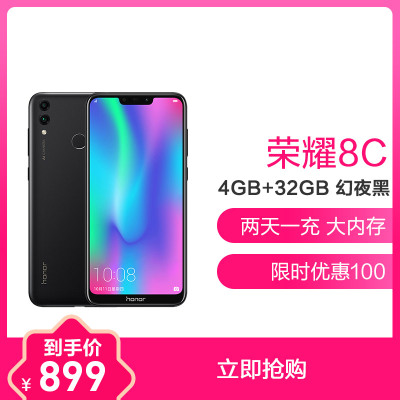 荣耀8C
4GB+32GB 幻夜黑
两天一充 大内存
限时优惠100
10:08
honor
honor
到手价
¥899
立即抢购